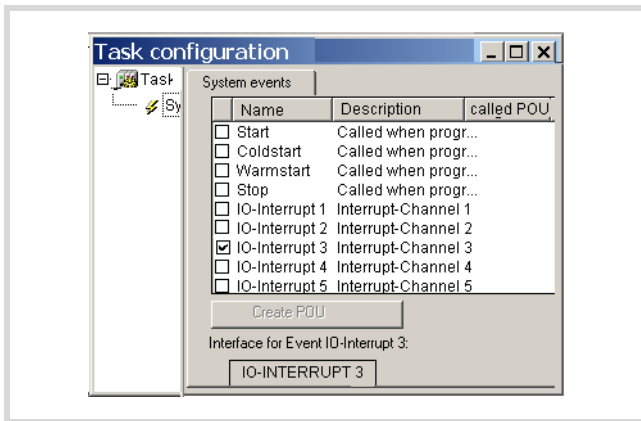 Task configuration
Task
Sy
System events
Name Description called POU
Start Called when progr...
Coldstart Called when progr...
Warmstart Called when progr...
Stop Called when progr...
IO-Interrupt 1 Interrupt-Channel 1
IO-Interrupt 2 Interrupt-Channel 2
IO-Interrupt 3 Interrupt-Channel 3
IO-Interrupt 4 Interrupt-Channel 4
IO-Interrupt 5 Interrupt-Channel 5
Create POU
Interface for Event IO-Interrupt 3:
IO-INTERRUPT 3